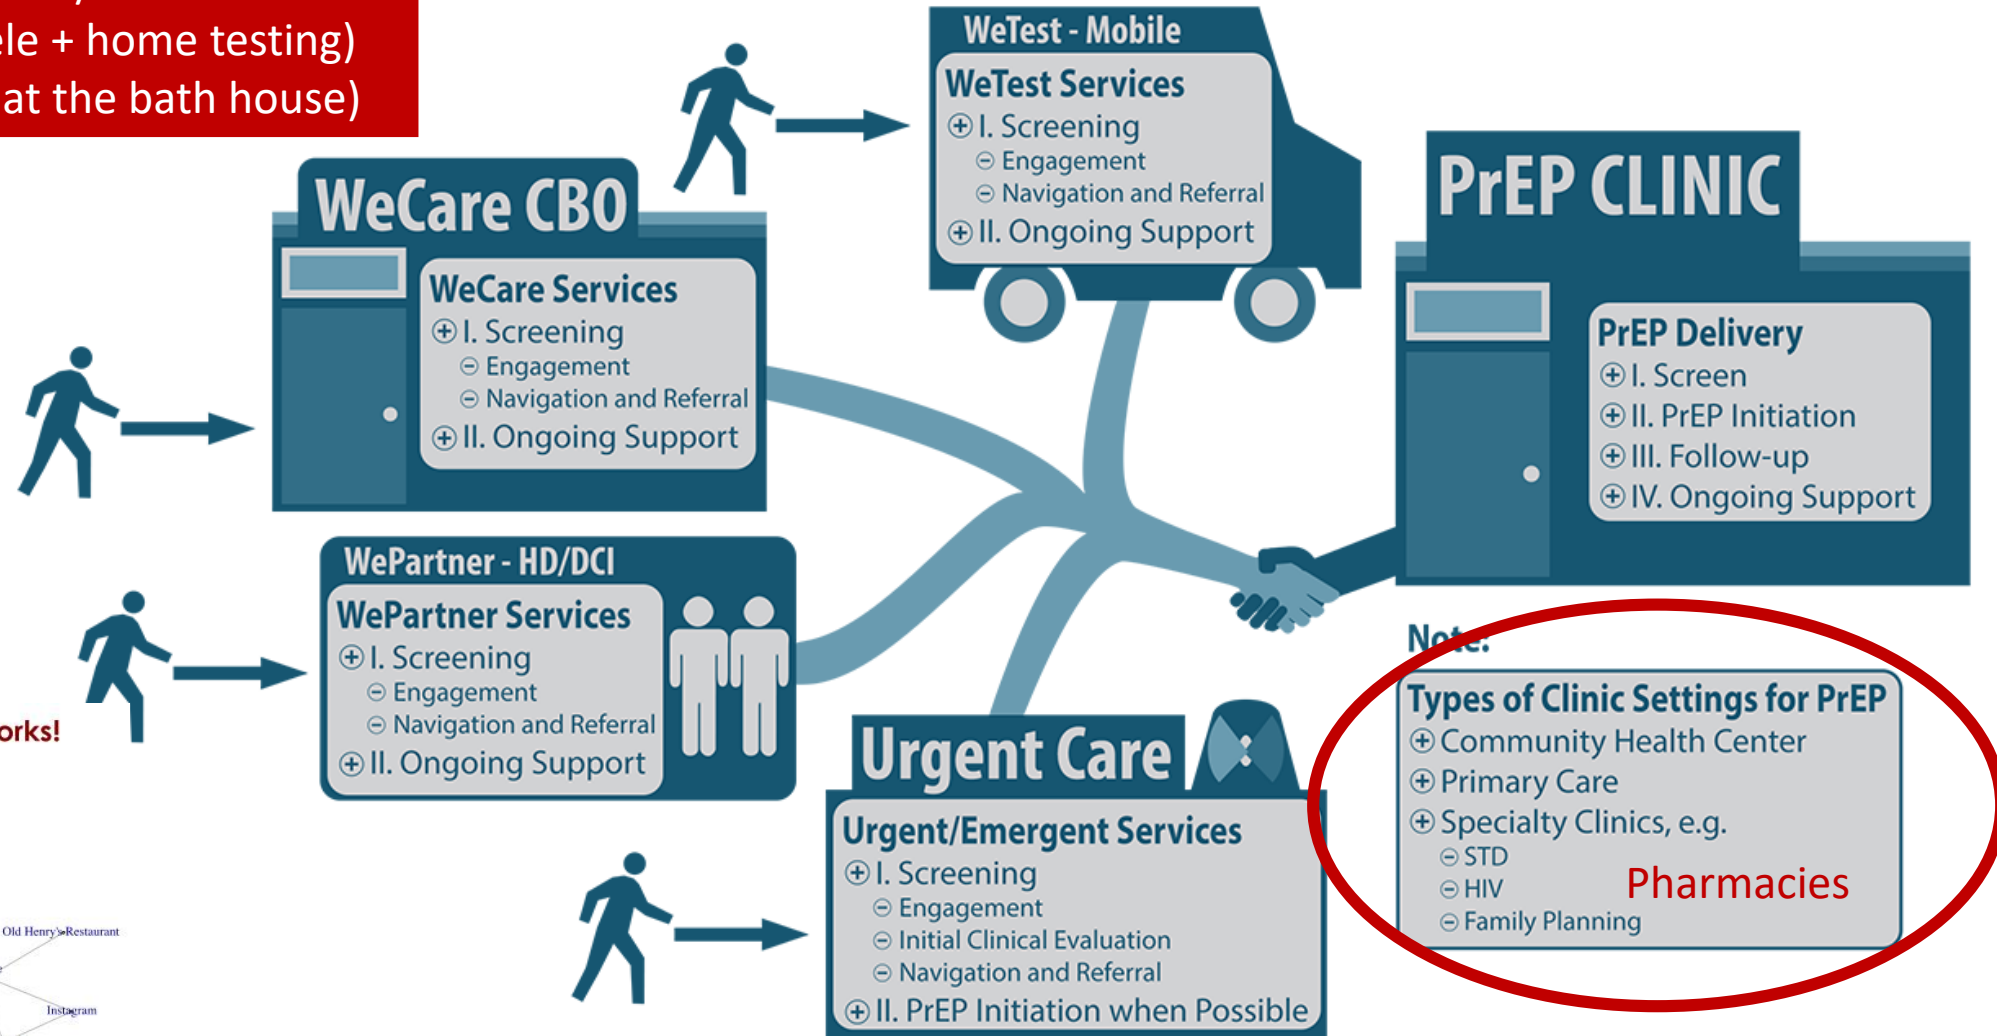 + home testing)
at the bath house)
WeTest - Mobile
WeTest Services
⊕ I. Screening
⊖ Engagement
⊖ Navigation and Referral
⊕ II. Ongoing Support
WeCare CBO
WeCare Services
⊕ I. Screening
⊖ Engagement
⊖ Navigation and Referral
⊕ II. Ongoing Support
PrEP CLINIC
PrEP Delivery
⊕ I. Screen
⊕ II. PrEP Initiation
⊕ III. Follow-up
⊕ IV. Ongoing Support
WePartner - HD/DCI
WePartner Services
⊕ I. Screening
⊖ Engagement
⊖ Navigation and Referral
⊕ II. Ongoing Support
Urgent Care
Urgent/Emergent Services
⊕ I. Screening
⊖ Engagement
⊖ Initial Clinical Evaluation
⊖ Navigation and Referral
⊕ II. PrEP Initiation when Possible
Note:
Types of Clinic Settings for PrEP
⊕ Community Health Center
⊕ Primary Care
⊕ Specialty Clinics, e.g.
⊖ STD
⊖ HIV
⊖ Family Planning
Pharmacies
orks!
Old Henry's Restaurant
Instagram